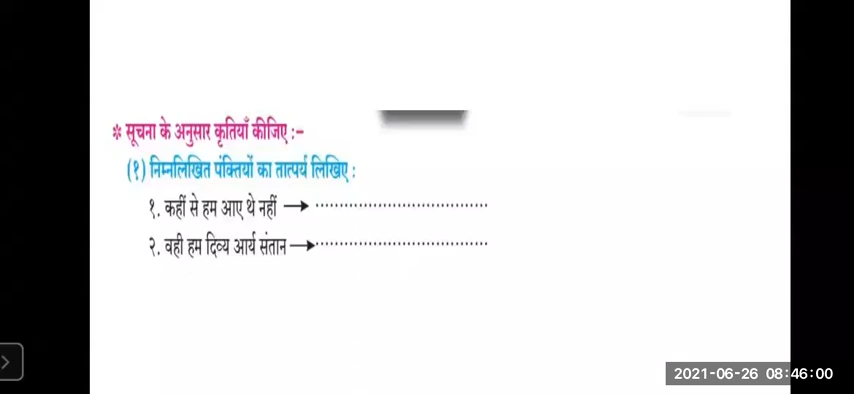 * सूचना के अनुसार कृतियाँ कीजिए :-
(१) निम्नलिखित पंक्तियों का तात्पर्य लिखिए :
१. कहीं से हम आए थे नहीं → ........................................
२. वही हम दिव्य आर्य संतान → ........................................
2021-06-26 08:46:00